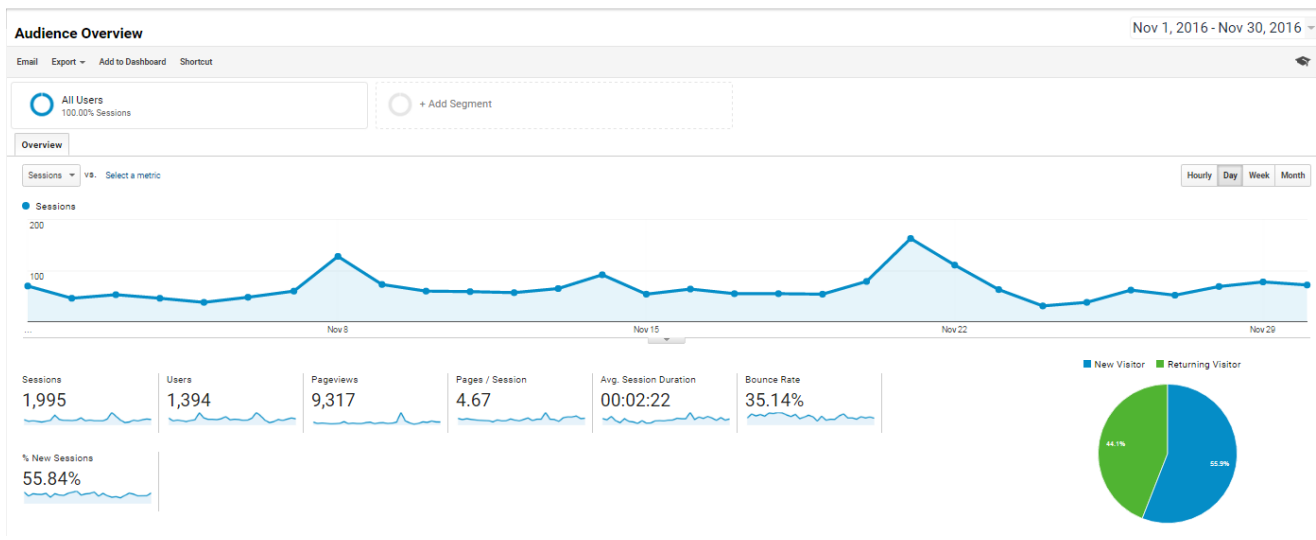 Audience Overview
Nov 1, 2016 - Nov 30, 2016
Email Export Add to Dashboard Shortcut
All Users
100.00% Sessions
+ Add Segment
Overview
Sessions vs. Select a metric
Hourly Day Week Month
Sessions
200
100
... Nov 8 Nov 15 Nov 22 Nov 29
New Visitor Returning Visitor
Sessions Users Pageviews Pages / Session Avg. Session Duration Bounce Rate
1,995 1,394 9,317 4.67 00:02:22 35.14%
44.1%
55.9%
% New Sessions
55.84%